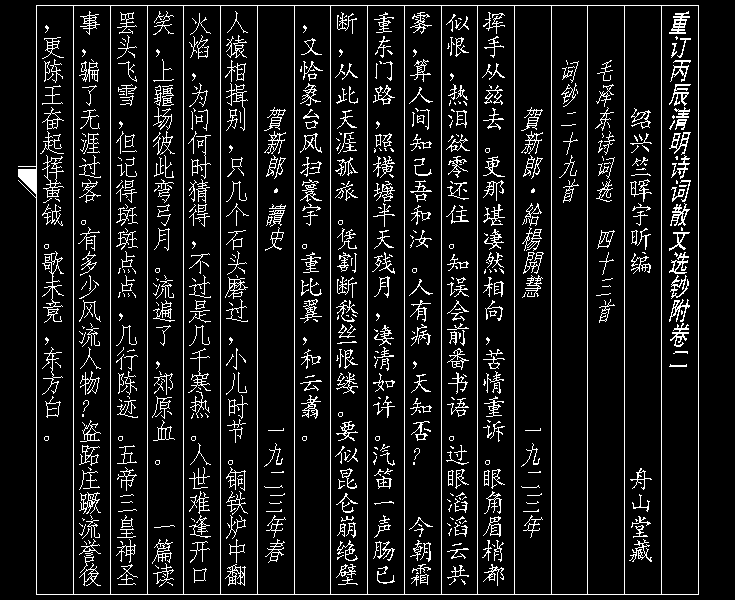 重订丙辰清明诗词散文选钞附卷二
绍兴竺晖宇昕编　舟山堂藏
毛泽东诗词选　四十三首
词钞二十九首
賀新郎·給楊開慧　一九二三年
挥手从兹去。更那堪凄然相向，苦情重诉。眼角眉梢都
似恨，热泪欲零还住。知误会前番书语。过眼滔滔云共
雾，算人间知己吾和汝。人有病，天知否？　今朝霜
重东门路，照横塘半天残月，凄清如许。汽笛一声肠已
断，从此天涯孤旅。凭割断愁丝恨缕。要似昆仑崩绝壁
，又恰象台风扫寰宇。重比翼，和云翥。
賀新郎·讀史　一九二三年春
人猿相揖别，只几个石头磨过，小儿时节。铜铁炉中翻
火焰，为问何时猜得，不过是几千寒热。人世难逢开口
笑，上疆场彼此弯弓月。流遍了，郊原血。　一篇读
罢头飞雪，但记得斑斑点点，几行陈迹。五帝三皇神圣
事，骗了无涯过客。有多少风流人物？盗跖庄蹶流誉後
，更陈王奋起挥黄钺。歌未竟，东方白。